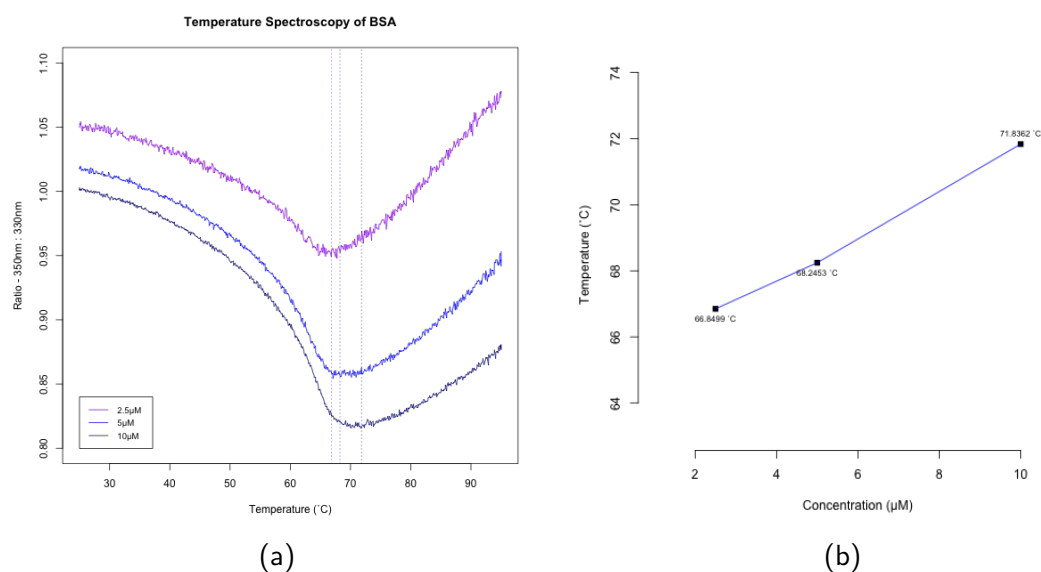 Temperature Spectroscopy of BSA
Ratio - 350nm : 330nm
1.10
1.05
1.00
0.95
0.90
0.85
0.80
2.5µM
5µM
10µM
30 40 50 60 70 80 90
Temperature (˚C)
(a)
Temperature (˚C)
74
72
70
68
66
64
71.8362 ˚C
68.2453 ˚C
66.8499 ˚C
2 4 6 8 10
Concentration (µM)
(b)